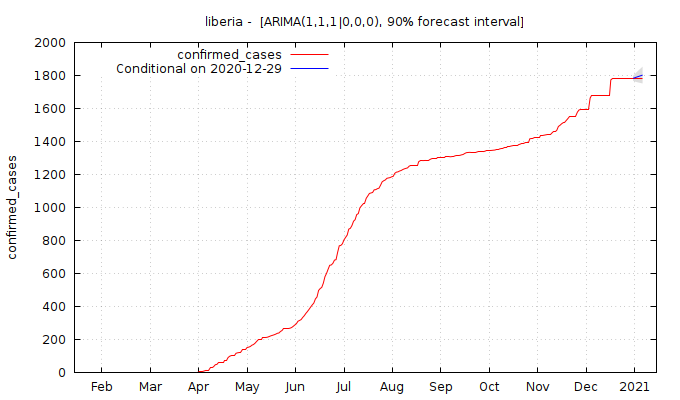 liberia - [ARIMA(1,1,1|0,0,0), 90% forecast interval]
confirmed_cases
Conditional on 2020-12-29
2000
1800
1600
1400
1200
1000
800
600
400
200
0
confirmed_cases
Feb Mar Apr May Jun Jul Aug Sep Oct Nov Dec 2021